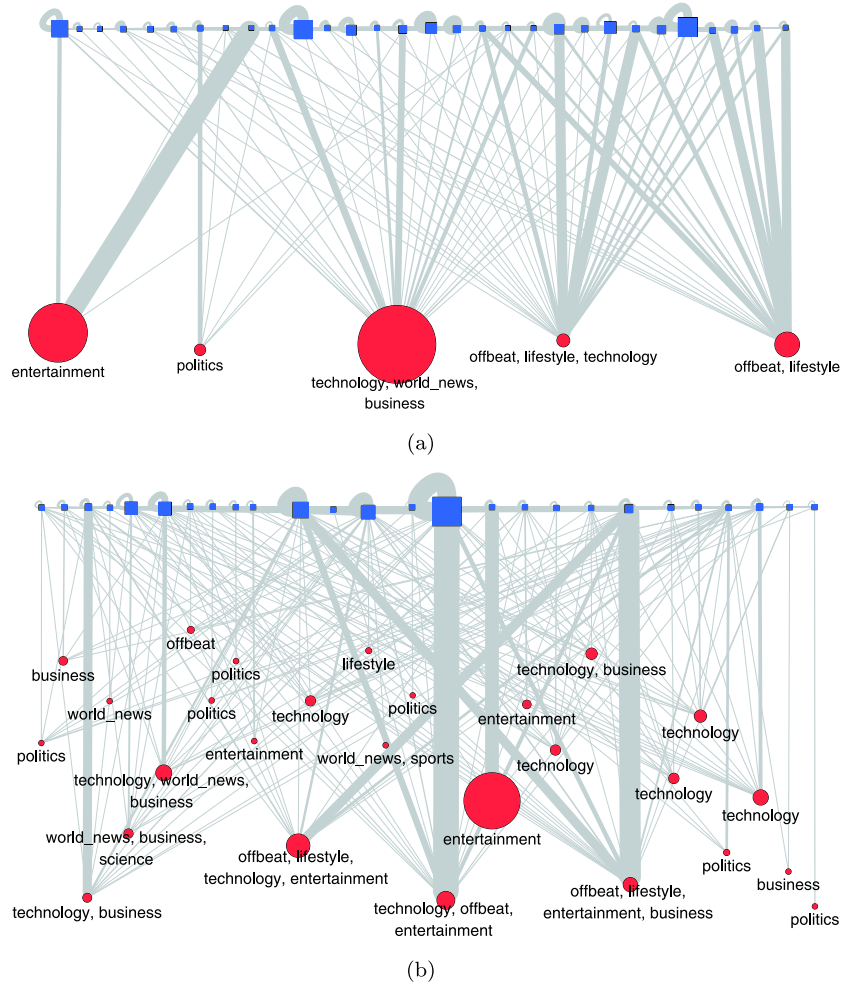 entertainment
politics
technology, world_news,
business
offbeat, lifestyle, technology
offbeat, lifestyle
(a)
offbeat
business
politics
lifestyle
technology, business
world_news
politics
technology
politics
entertainment
technology
politics
entertainment
world_news, sports
technology
technology, world_news,
business
technology
technology
entertainment
world_news, business,
science
offbeat, lifestyle,
technology, entertainment
politics
business
technology, business
technology, offbeat,
entertainment
offbeat, lifestyle,
entertainment, business
politics
(b)